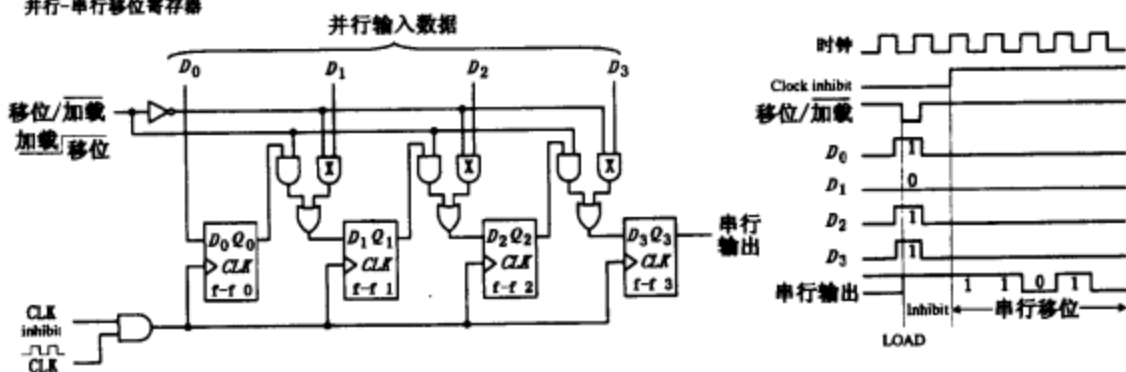 并行-串行移位寄存器
并行输入数据
D0 D1 D2 D3
移位/加载
加载 移位
X X X
D0 Q0
CLK
f-f 0
D1 Q1
CLK
f-f 1
D2 Q2
CLK
f-f 2
D3 Q3
CLK
f-f 3
串行
输出
CLK
inhibit
CLK
时钟
Clock inhibit
移位/加载
D0 1
D1 0
D2 1
D3 1
串行输出 1 1 0 1
Inhibit 串行移位
LOAD